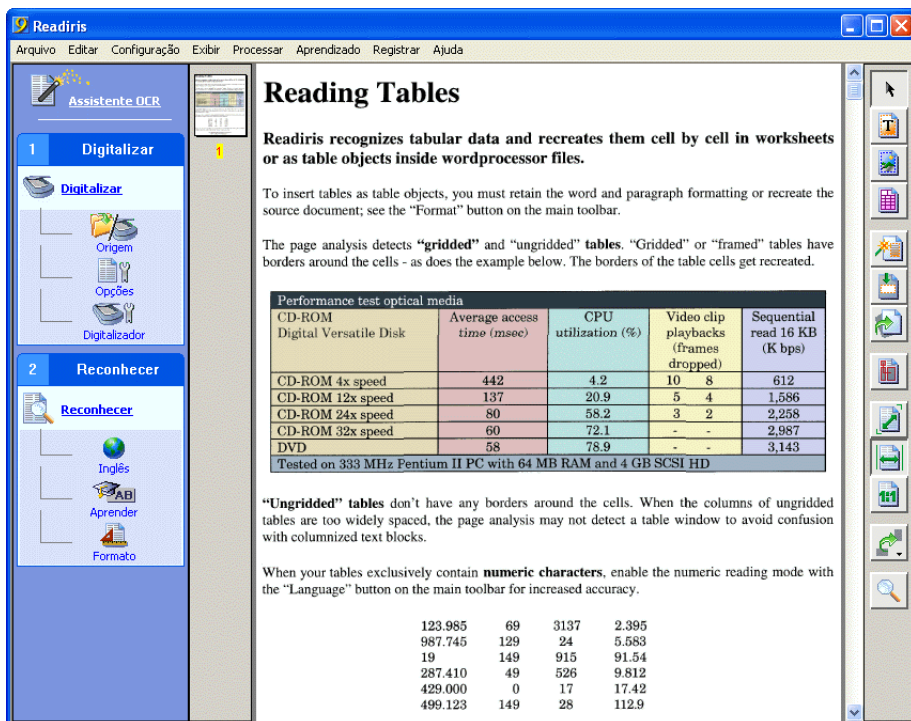 Readiris
Arquivo Editar Configuração Exibir Processar Aprendizado Registrar Ajuda
Assistente OCR
1 Digitalizar
Digitalizar
Origem
Opções
Digitalizador
2 Reconhecer
Reconhecer
Inglês
Aprender
Formato
1
Reading Tables
Readiris recognizes tabular data and recreates them cell by cell in worksheets
or as table objects inside wordprocessor files.
To insert tables as table objects, you must retain the word and paragraph formatting or recreate the
source document; see the “Format” button on the main toolbar.
The page analysis detects “gridded” and “ungridded” tables. “Gridded” or “framed” tables have
borders around the cells - as does the example below. The borders of the table cells get recreated.
Performance test optical media
CD-ROM Average access CPU Video clip Sequential
Digital Versatile Disk time (msec) utilization (%) playbacks read 16 KB
(frames (K bps)
dropped)
CD-ROM 4x speed 442 4.2 10 8 612
CD-ROM 12x speed 137 20.9 5 4 1,586
CD-ROM 24x speed 80 58.2 3 2 2,258
CD-ROM 32x speed 60 72.1 - - 2,987
DVD 58 78.9 - - 3,143
Tested on 333 MHz Pentium II PC with 64 MB RAM and 4 GB SCSI HD
“Ungridded” tables don’t have any borders around the cells. When the columns of ungridded
tables are too widely spaced, the page analysis may not detect a table window to avoid confusion
with columnized text blocks.
When your tables exclusively contain numeric characters, enable the numeric reading mode with
the “Language” button on the main toolbar for increased accuracy.
123.985 69 3137 2.395
987.745 129 24 5.583
19 149 915 91.54
287.410 49 526 9.812
429.000 0 17 17.42
499.123 149 28 112.9
T
1:1